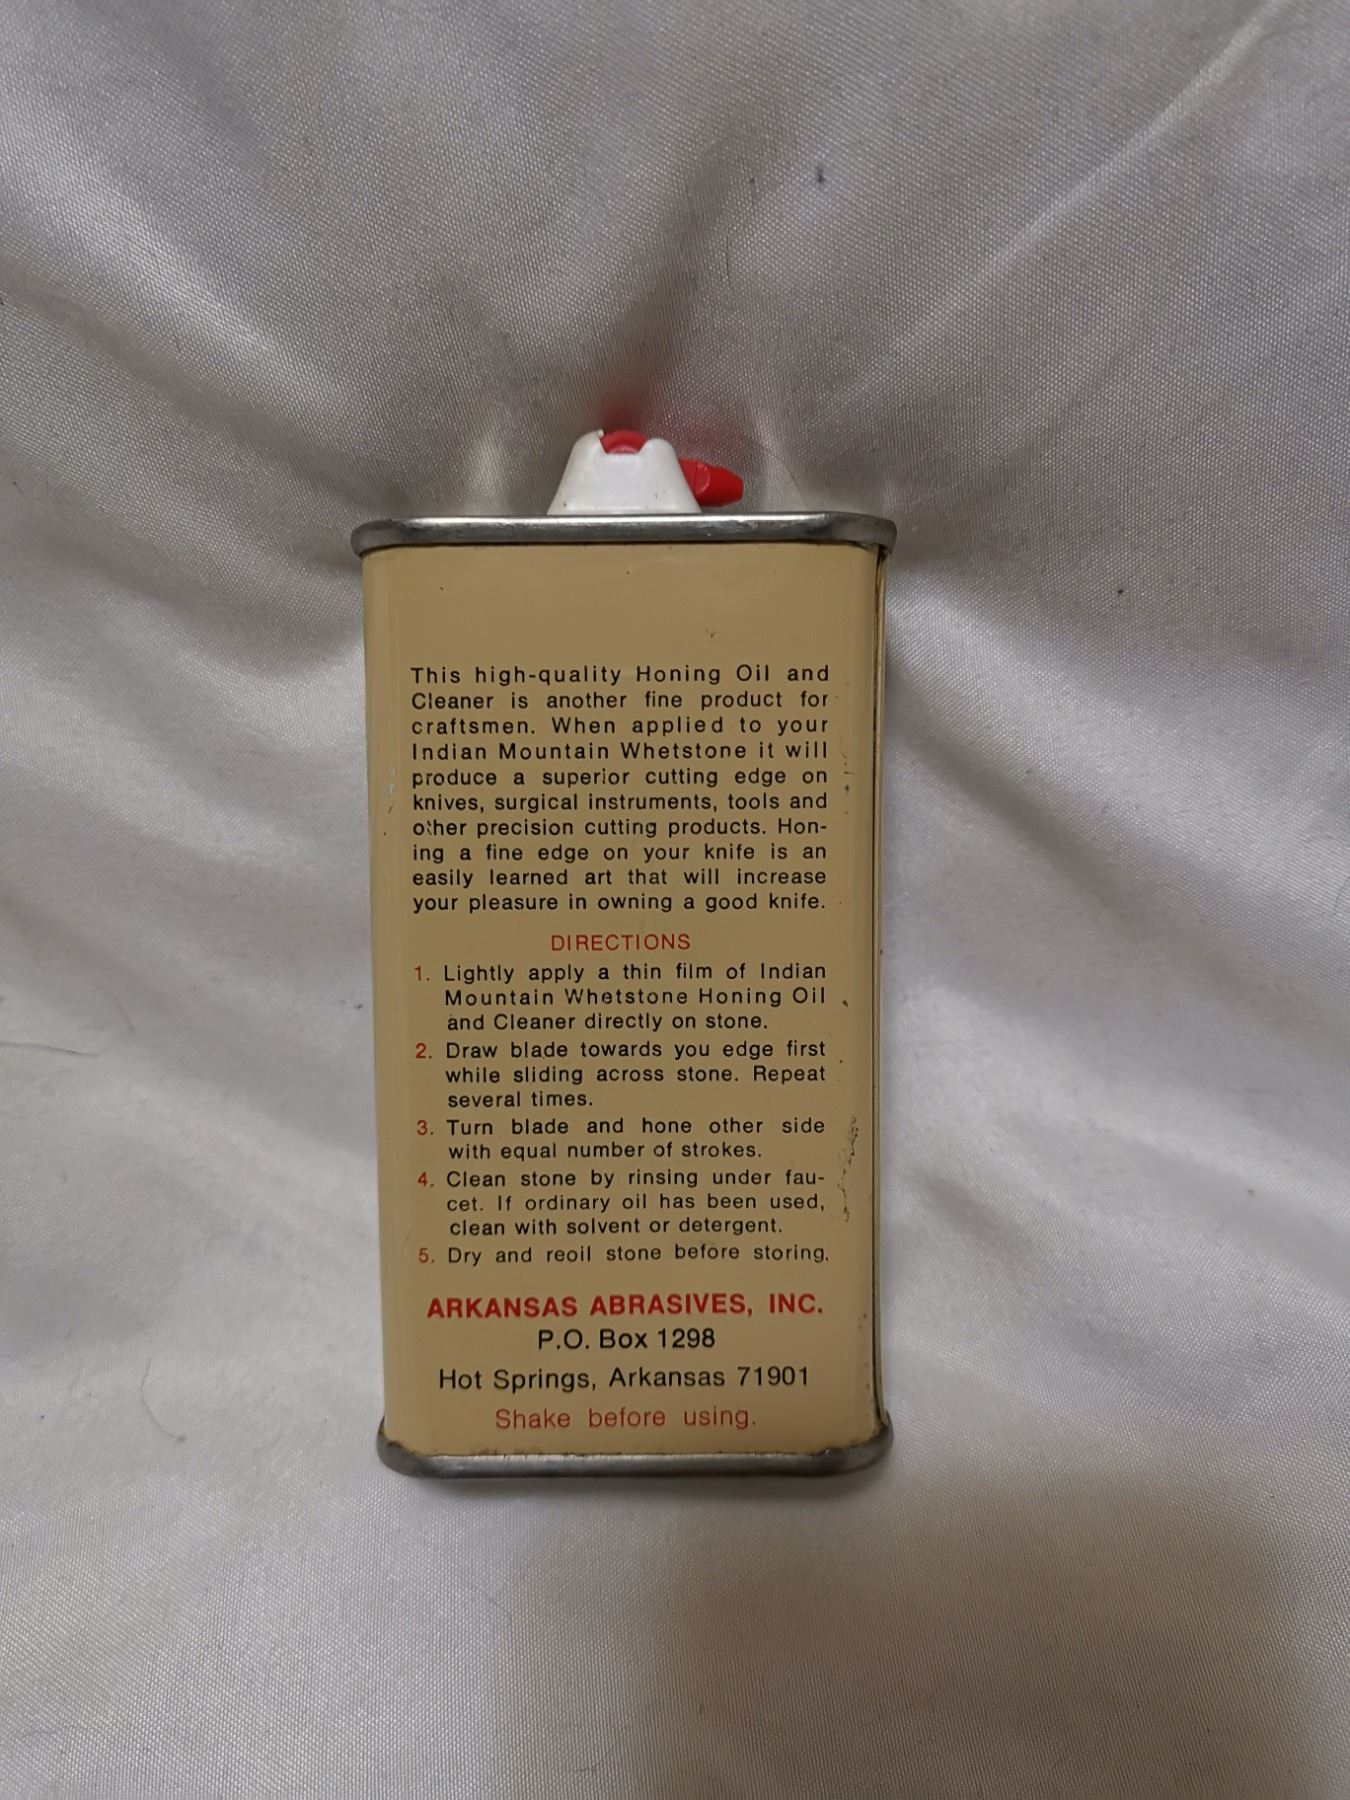 This high-quality Honing Oil and
Cleaner is another fine product for
craftsmen. When applied to your
Indian Mountain Whetstone it will
produce a superior cutting edge on
knives, surgical instruments, tools and
other precision cutting products. Hon-
ing a fine edge on your knife is an
easily learned art that will increase
your pleasure in owning a good knife.
DIRECTIONS
1. Lightly apply a thin film of Indian
Mountain Whetstone Honing Oil
and Cleaner directly on stone.
2. Draw blade towards you edge first
while sliding across stone. Repeat
several times.
3. Turn blade and hone other side
with equal number of strokes.
4. Clean stone by rinsing under fau-
cet. If ordinary oil has been used,
clean with solvent or detergent.
5. Dry and reoil stone before storing.
ARKANSAS ABRASIVES, INC.
P.O. Box 1298
Hot Springs, Arkansas 71901
Shake before using.